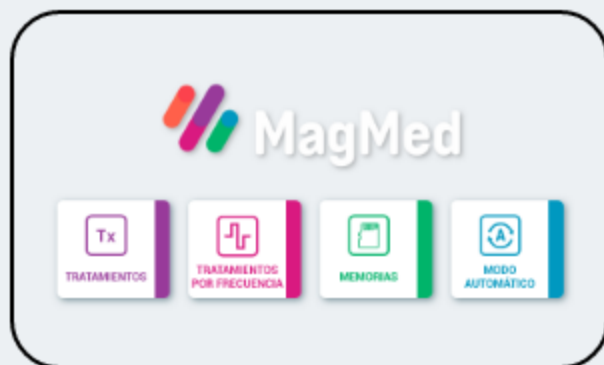 MagMed
Tx
TRATAMIENTOS
TRATAMIENTOS
POR FRECUENCIA
MEMORIAS
A
MODO
AUTOMÁTICO